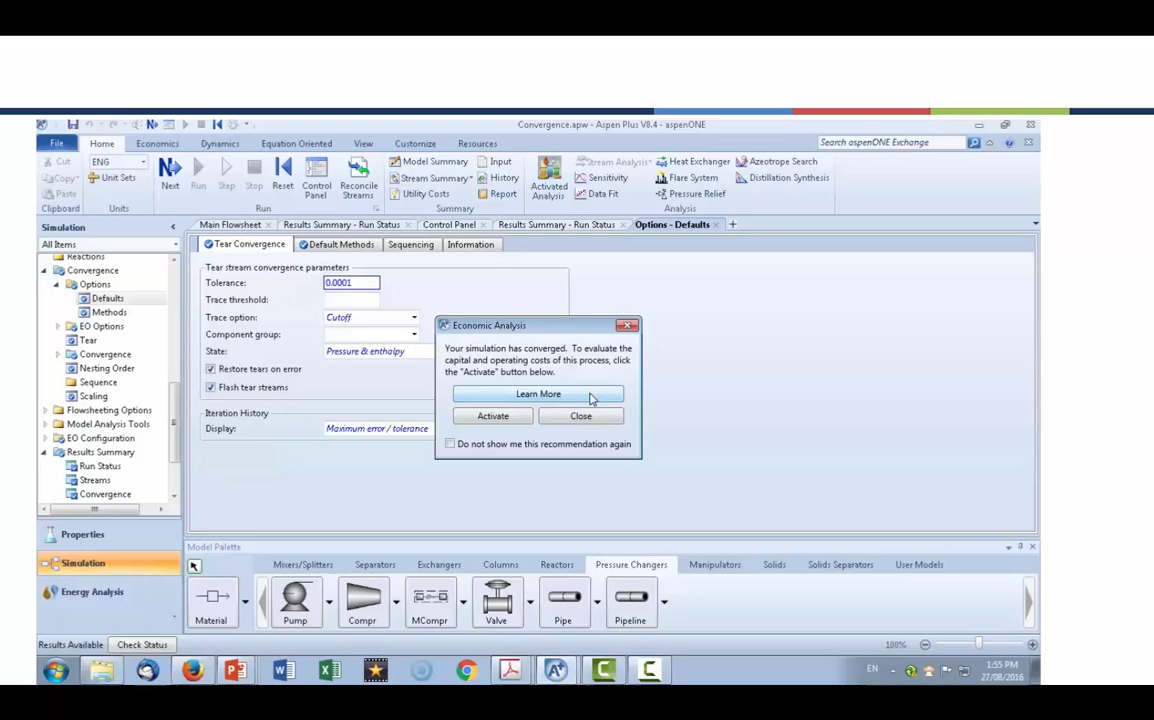 Convergence.apw - Aspen Plus V8.4 - aspenONE
File Home Economics Dynamics Equation Oriented View Customize Resources Search aspenONE Exchange
Cut ENG Model Summary Input Stream Analysis Heat Exchanger Azeotrope Search
Copy Unit Sets Next Run Step Stop Reset Control Panel Reconcile Streams Stream Summary History Activated Analysis Sensitivity Flare System Distillation Synthesis
Paste Utility Costs Report Data Fit Pressure Relief
Clipboard Units Run Summary Analysis
Simulation Main Flowsheet Results Summary - Run Status Control Panel Results Summary - Run Status Options - Defaults
All Items Tear Convergence Default Methods Sequencing Information
Reactions
Convergence
Options
Defaults
Methods
EO Options
Tear
Convergence
Nesting Order
Sequence
Scaling
Flowsheeting Options
Model Analysis Tools
EO Configuration
Results Summary
Run Status
Streams
Convergence
Properties
Simulation
Energy Analysis
Tear stream convergence parameters
Tolerance: 0.0001
Trace threshold:
Trace option: Cutoff
Component group:
State: Pressure & enthalpy
Restore tears on error
Flash tear streams
Iteration History
Display: Maximum error / tolerance
Economic Analysis
Your simulation has converged. To evaluate the
capital and operating costs of this process, click
the "Activate" button below.
Learn More
Activate Close
Do not show me this recommendation again
Model Palette
Mixers/Splitters Separators Exchangers Columns Reactors Pressure Changers Manipulators Solids Solids Separators User Models
Material Pump Compr MCompr Valve Pipe Pipeline
Results Available Check Status 100%
EN 1:55 PM
27/08/2016